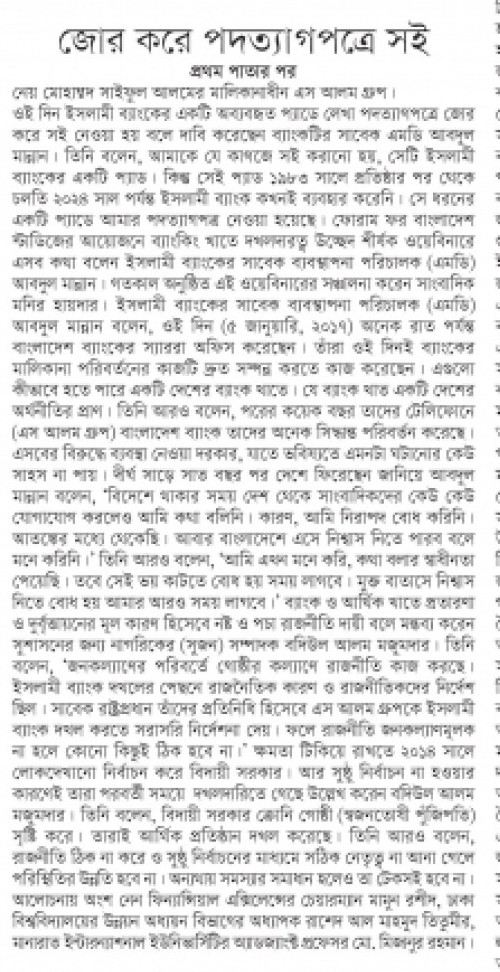 জোর করে পদত্যাগপত্রে সই
প্রথম পাতার পর
নেয় মোহাম্মদ সাইফুল আলমের মালিকানাধীন এস আলম গ্রুপ।
ওই দিন ইসলামী ব্যাংকের একটি অব্যবহৃত প্যাডে লেখা পদত্যাগপত্রে জোর
করে সই নেওয়া হয় বলে দাবি করেছেন ব্যাংকটির সাবেক এমডি আবদুল
মান্নান। তিনি বলেন, আমাকে যে কাগজে সই করানো হয়, সেটি ইসলামী
ব্যাংকের একটি প্যাড। কিন্তু সেই প্যাড ১৯৮৩ সালে প্রতিষ্ঠার পর থেকে
চলতি ২০২৪ সাল পর্যন্ত ইসলামী ব্যাংক কখনই ব্যবহার করেনি। সে ধরনের
একটি প্যাডে আমার পদত্যাগপত্র নেওয়া হয়েছে। ফোরাম ফর বাংলাদেশ
স্টাডিজের আয়োজনে ব্যাংকিং খাতে দখলদারত্ব উচ্ছেদ শীর্ষক ওয়েবিনারে
এসব কথা বলেন ইসলামী ব্যাংকের সাবেক ব্যবস্থাপনা পরিচালক (এমডি)
আবদুল মান্নান। গতকাল অনুষ্ঠিত এই ওয়েবিনারের সঞ্চালনা করেন সাংবাদিক
মনির হায়দার। ইসলামী ব্যাংকের সাবেক ব্যবস্থাপনা পরিচালক (এমডি)
আবদুল মান্নান বলেন, ওই দিন (৫ জানুয়ারি, ২০১৭) অনেক রাত পর্যন্ত
বাংলাদেশ ব্যাংকের স্যাররা অফিস করেছেন। তাঁরা ওই দিনই ব্যাংকের
মালিকানা পরিবর্তনের কাজটি দ্রুত সম্পন্ন করতে কাজ করেছেন। এগুলো
কীভাবে হতে পারে একটি দেশের ব্যাংক খাতে। যে ব্যাংক খাত একটি দেশের
অর্থনীতির প্রাণ। তিনি আরও বলেন, পরের কয়েক বছর তাদের টেলিফোনে
(এস আলম গ্রুপ) বাংলাদেশ ব্যাংক তাদের অনেক সিদ্ধান্ত পরিবর্তন করেছে।
এসবের বিরুদ্ধে ব্যবস্থা নেওয়া দরকার, যাতে ভবিষ্যতে এমনটা ঘটানোর কেউ
সাহস না পায়। দীর্ঘ সাড়ে সাত বছর পর দেশে ফিরেছেন জানিয়ে আবদুল
মান্নান বলেন, ‘বিদেশে থাকার সময় দেশ থেকে সাংবাদিকদের কেউ কেউ
যোগাযোগ করলেও আমি কথা বলিনি। কারণ, আমি নিরাপদ বোধ করিনি।
আতঙ্কের মধ্যে থেকেছি। আবার বাংলাদেশে এসে নিশ্বাস নিতে পারব বলে
মনে করিনি।’ তিনি আরও বলেন, ‘আমি এখন মনে করি, কথা বলার স্বাধীনতা
পেয়েছি। তবে সেই ভয় কাটতে বোধ হয় সময় লাগবে। মুক্ত বাতাসে নিশ্বাস
নিতে বোধ হয় আমার আরও সময় লাগবে।’ ব্যাংক ও আর্থিক খাতে প্রতারণা
ও দুর্বৃত্তায়নের মূল কারণ হিসেবে নষ্ট ও পচা রাজনীতি দায়ী বলে মন্তব্য করেন
সুশাসনের জন্য নাগরিকের (সুজন) সম্পাদক বদিউল আলম মজুমদার। তিনি
বলেন, ‘জনকল্যাণের পরিবর্তে গোষ্ঠীর কল্যাণে রাজনীতি কাজ করছে।
ইসলামী ব্যাংক দখলের পেছনে রাজনৈতিক কারণ ও রাজনীতিকদের নির্দেশ
ছিল। সাবেক রাষ্ট্রপ্রধান তাঁদের প্রতিনিধি হিসেবে এস আলম গ্রুপকে ইসলামী
ব্যাংক দখল করতে সরাসরি নির্দেশনা দেয়। ফলে রাজনীতি জনকল্যাণমূলক
না হলে কোনো কিছুই ঠিক হবে না।’ ক্ষমতা টিকিয়ে রাখতে ২০১৪ সালে
লোকদেখানো নির্বাচন করে বিদায়ী সরকার। আর সুষ্ঠু নির্বাচন না হওয়ার
কারণেই তারা পরবর্তী সময়ে দখলদারিতে গেছে উল্লেখ করেন বদিউল আলম
মজুমদার। তিনি বলেন, বিদায়ী সরকার ক্রোনি গোষ্ঠী (স্বজনতোষী পুঁজিপতি)
সৃষ্টি করে। তারাই আর্থিক প্রতিষ্ঠান দখল করেছে। তিনি আরও বলেন,
রাজনীতি ঠিক না করে ও সুষ্ঠু নির্বাচনের মাধ্যমে সঠিক নেতৃত্ব না আনা গেলে
পরিস্থিতির উন্নতি হবে না। অন্যথায় সমস্যার সমাধান হলেও তা টেকসই হবে না।
আলোচনায় অংশ নেন ফিন্যান্সিয়াল এক্সিলেন্সের চেয়ারম্যান মামুন রশীদ, ঢাকা
বিশ্ববিদ্যালয়ের উন্নয়ন অধ্যয়ন বিভাগের অধ্যাপক রাশেদ আল মাহমুদ তিতুমীর,
মানারাত ইন্টারন্যাশনাল ইউনিভার্সিটির অ্যাডজ্যাংক্ট প্রফেসর মো. মিজানুর রহমান।